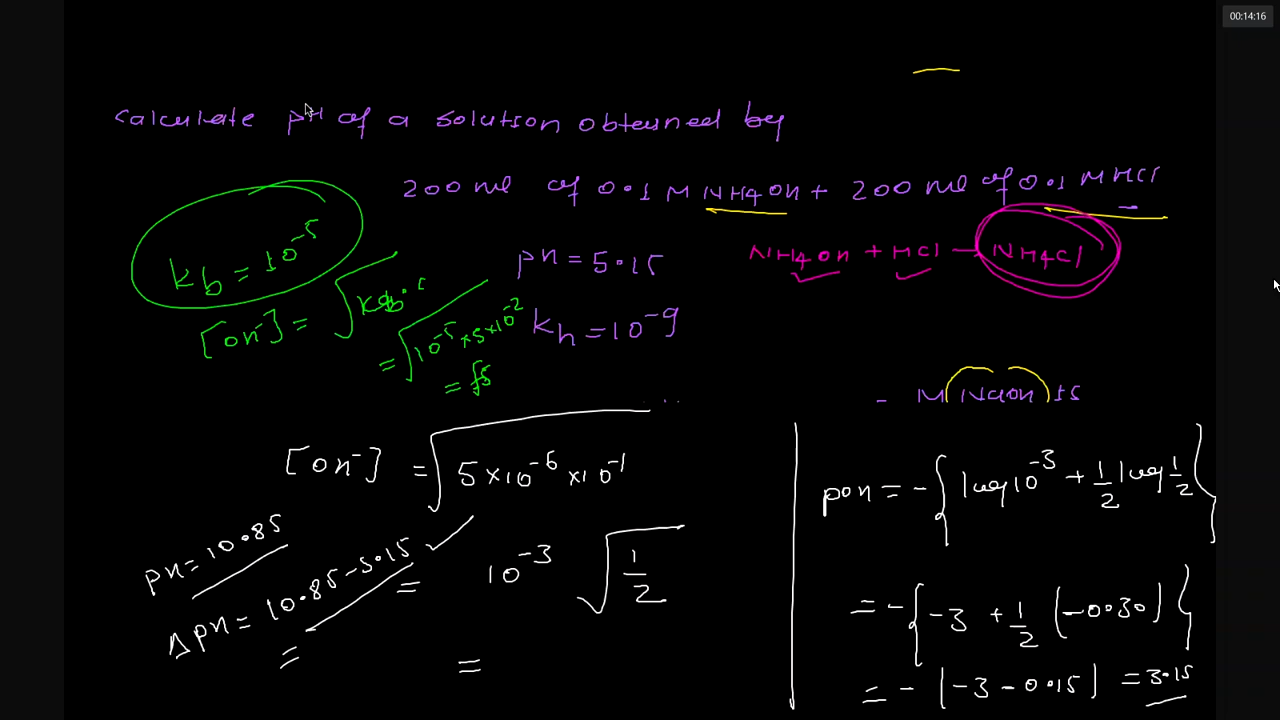 00:14:16
calculate pH of a solution obtained by
200 ml of 0.1 M NH4OH + 200 ml of 0.1 M HCl
NH4OH + HCl — NH4Cl
kb = 10^-5
pH = 5.15
kh = 10^-9
[OH^-] = √kb·c
= √10^-5 × 5 × 10^-2
= √5
- M NaOH is
[OH^-] = √5 × 10^-6 × 10^-1
= 10^-3 √1/2
=
pH = 10.85
ΔpH = 10.85 - 5.15
=
pOH = -{log 10^-3 + 1/2 log 1/2}
= -{-3 + 1/2 (-0.30)}
= -(-3 - 0.15) = 3.15